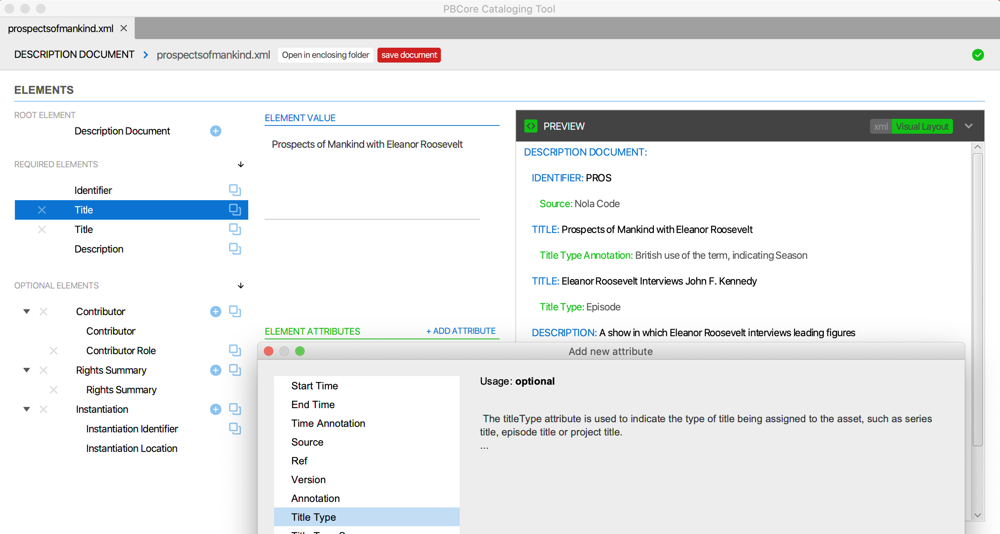 PBCore Cataloging Tool
prospectsofmankind.xml
DESCRIPTION DOCUMENT prospectsofmankind.xml Open in enclosing folder save document
ELEMENTS
ROOT ELEMENT
Description Document
REQUIRED ELEMENTS
Identifier
Title
Title
Description
OPTIONAL ELEMENTS
Contributor
Contributor
Contributor Role
Rights Summary
Rights Summary
Instantiation
Instantiation Identifier
Instantiation Location
ELEMENT VALUE
Prospects of Mankind with Eleanor Roosevelt
ELEMENT ATTRIBUTES + ADD ATTRIBUTE
PREVIEW xml Visual Layout
DESCRIPTION DOCUMENT:
IDENTIFIER: PROS
Source: Nola Code
TITLE: Prospects of Mankind with Eleanor Roosevelt
Title Type Annotation: British use of the term, indicating Season
TITLE: Eleanor Roosevelt Interviews John F. Kennedy
Title Type: Episode
DESCRIPTION: A show in which Eleanor Roosevelt interviews leading figures
Add new attribute
Start Time
End Time
Time Annotation
Source
Ref
Version
Annotation
Title Type
Usage: optional
The titleType attribute is used to indicate the type of title being assigned to the asset, such as series
title, episode title or project title.
...